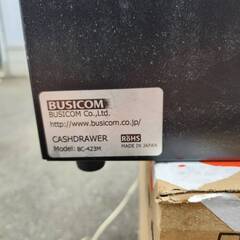 BUSICOM
BUSICOM Co.,Ltd.
http://www.busicom.co.jp/
CASHDRAWER
RoHS
Model: BC-423M
MADE IN JAPAN